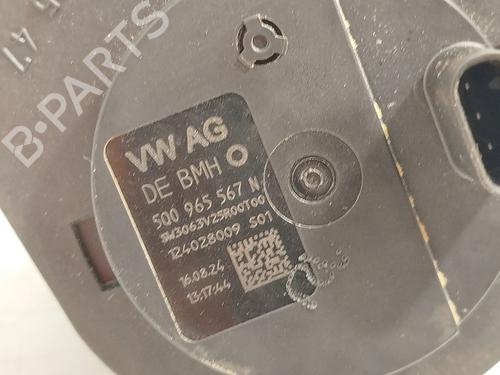 B-PARTS
VW AG
DE BMH
5Q0 965 567 N
SW3063V25R00T00
124028009 S01
16.08.24
13:17:44